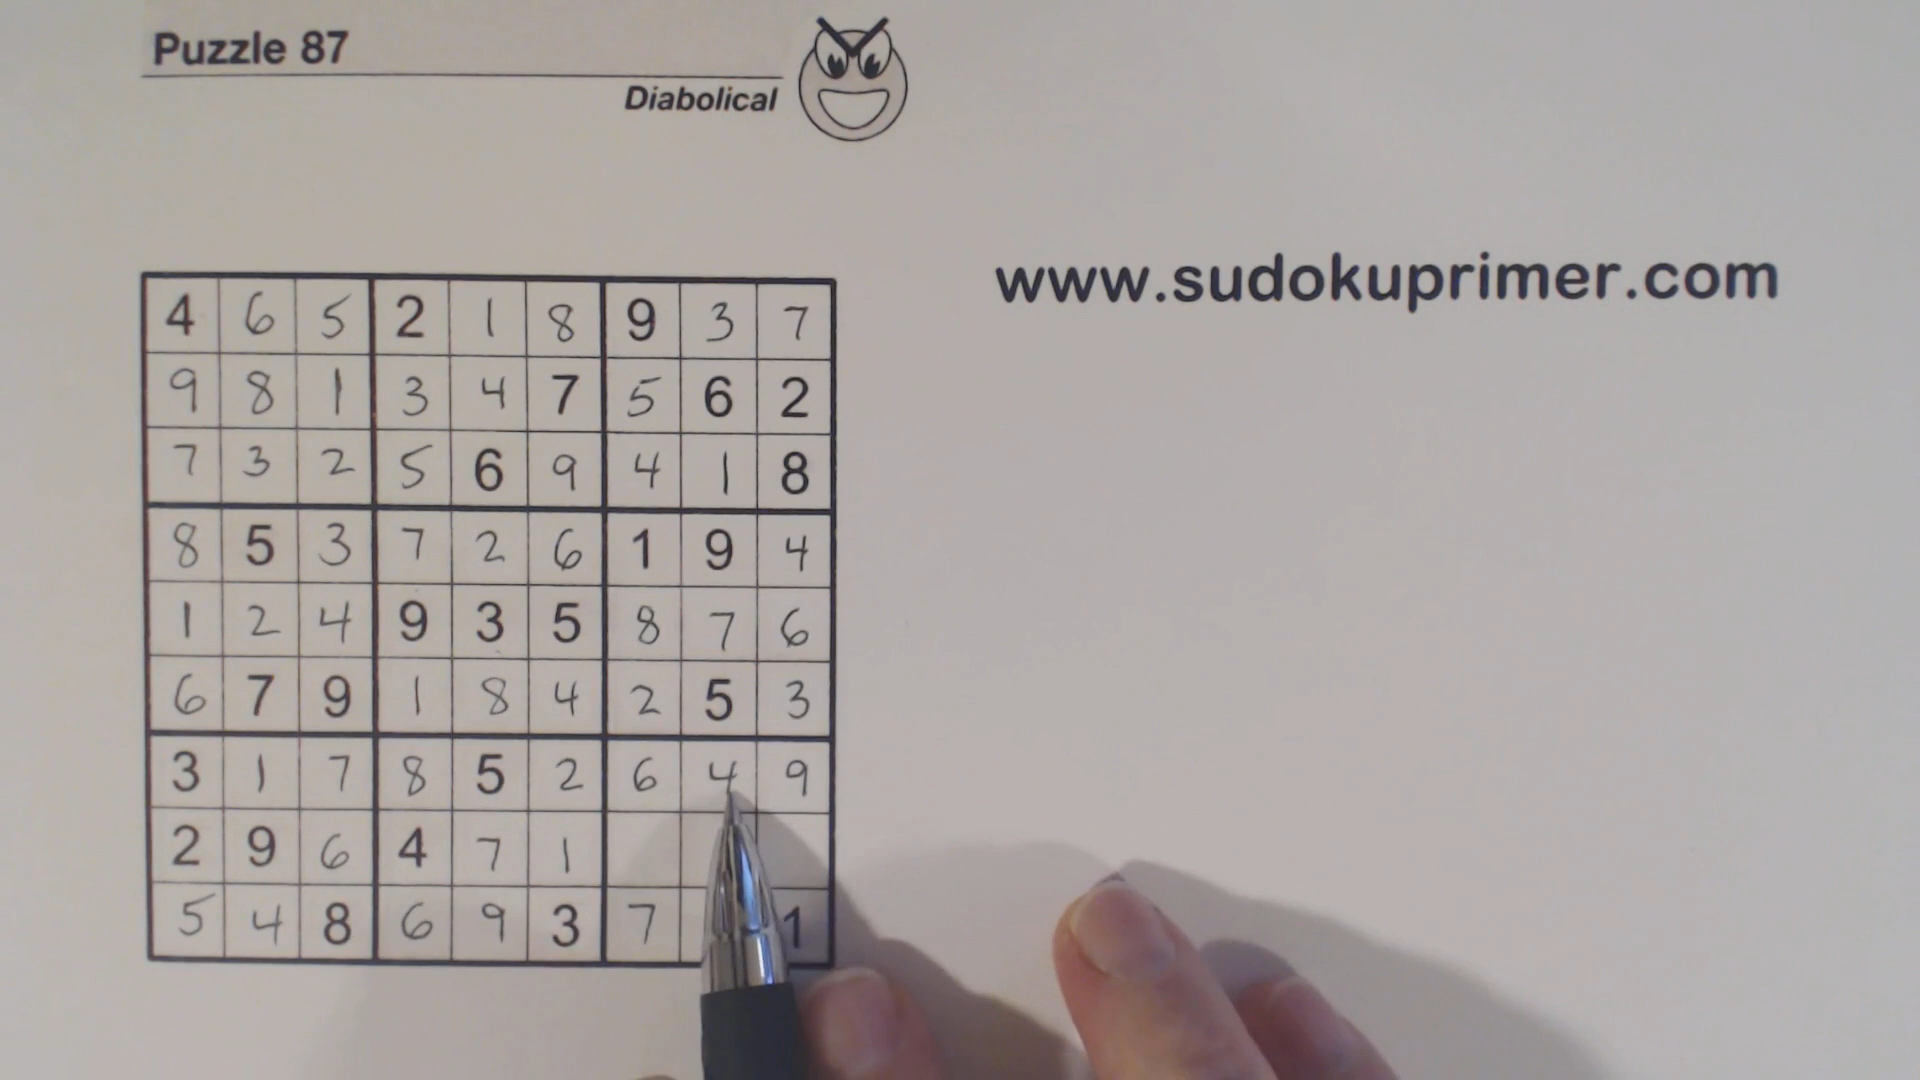 Puzzle 87
Diabolical
www.sudokuprimer.com
4 6 5 2 1 8 9 3 7
9 8 1 3 4 7 5 6 2
7 3 2 5 6 9 4 1 8
8 5 3 7 2 6 1 9 4
1 2 4 9 3 5 8 7 6
6 7 9 1 8 4 2 5 3
3 1 7 8 5 2 6 4 9
2 9 6 4 7 1
5 4 8 6 9 3 7 1